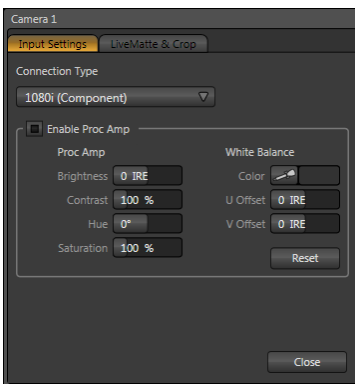 Camera 1
Input Settings LiveMatte & Crop
Connection Type
1080i (Component)
Enable Proc Amp
Proc Amp White Balance
Brightness 0 IRE Color
Contrast 100 % U Offset 0 IRE
Hue 0° V Offset 0 IRE
Saturation 100 %
Reset
Close